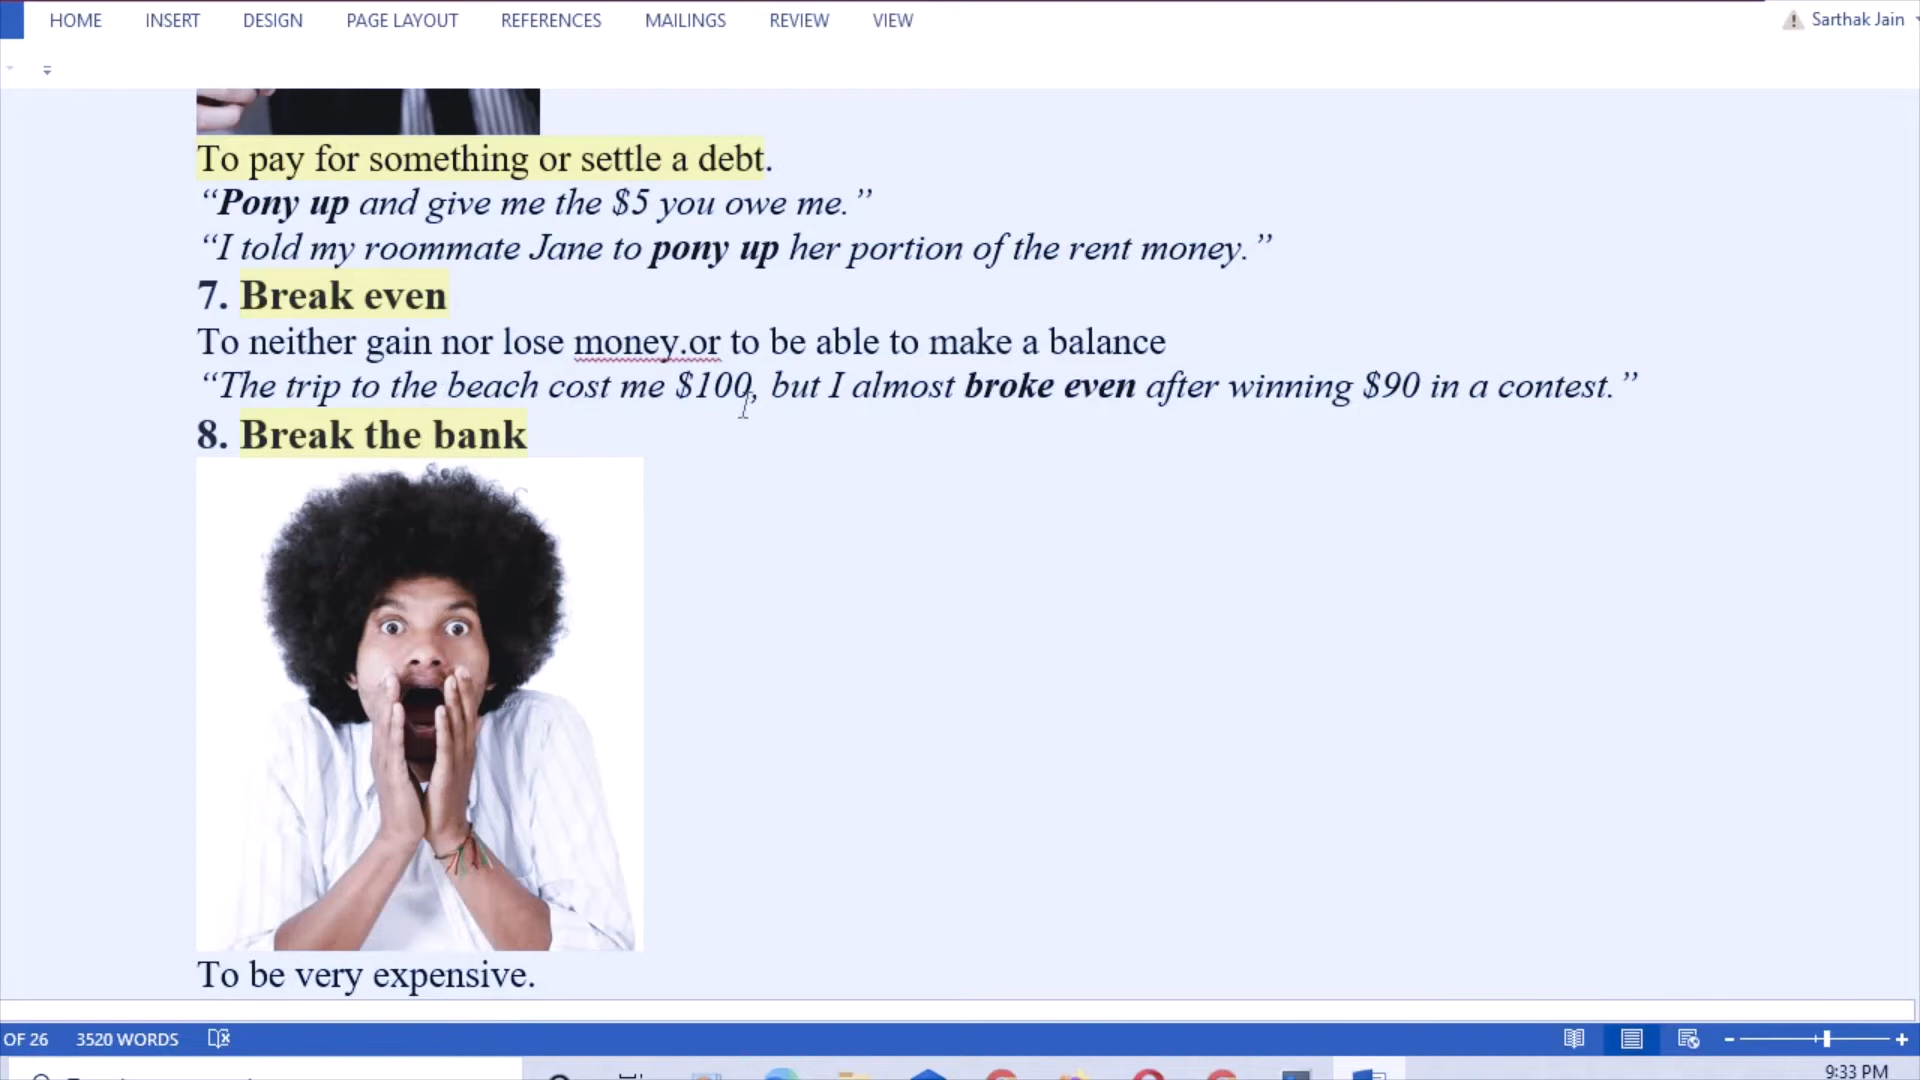 HOME INSERT DESIGN PAGE LAYOUT REFERENCES MAILINGS REVIEW VIEW Sarthak Jain
To pay for something or settle a debt.
“Pony up and give me the $5 you owe me.”
“I told my roommate Jane to pony up her portion of the rent money.”
7. Break even
To neither gain nor lose money.or to be able to make a balance
“The trip to the beach cost me $100, but I almost broke even after winning $90 in a contest.”
8. Break the bank
To be very expensive.
OF 26 3520 WORDS
9:33 PM